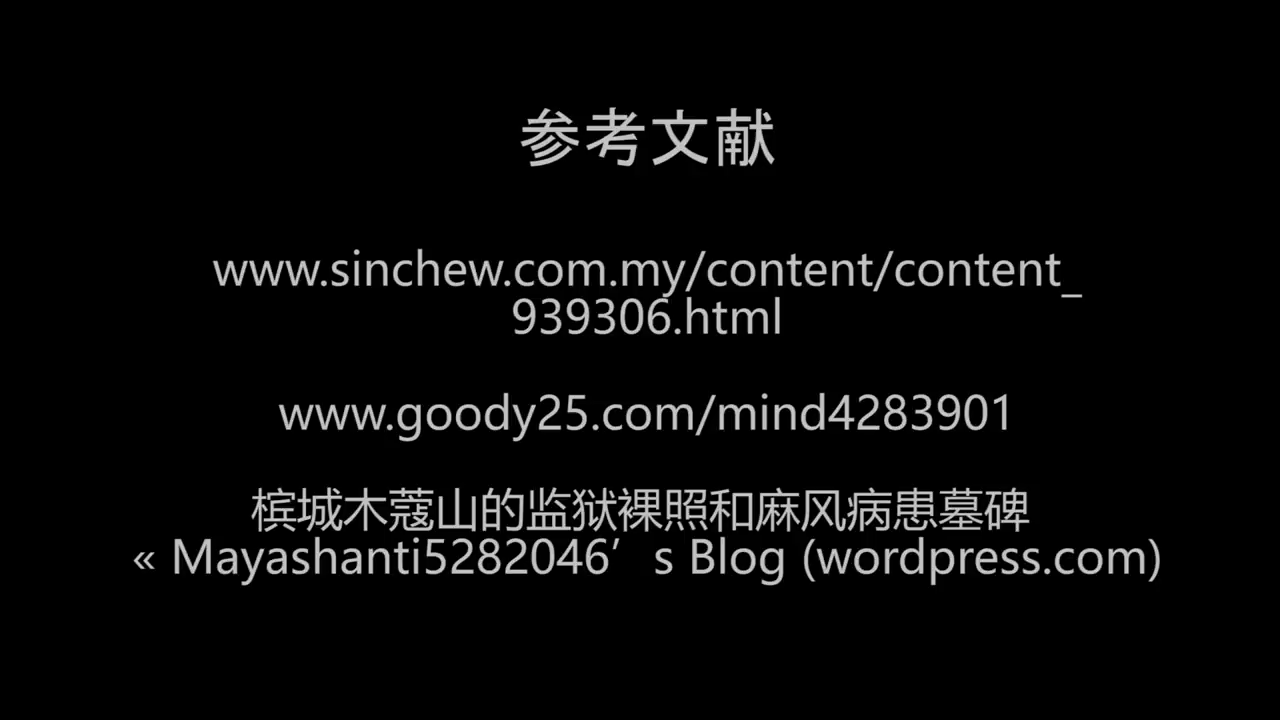 参考文献
www.sinchew.com.my/content/content_
939306.html
www.goody25.com/mind4283901
槟城木蔻山的监狱裸照和麻风病患墓碑
« Mayashanti5282046’s Blog (wordpress.com)